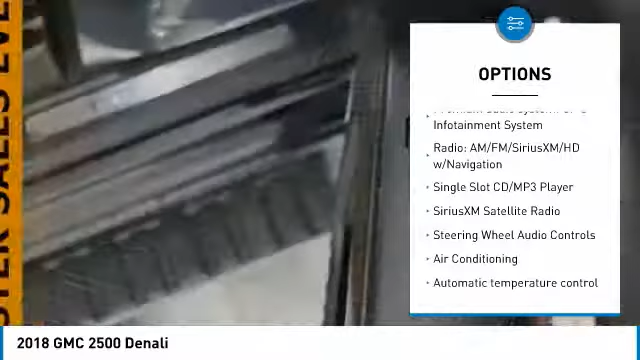 OPTIONS
Infotainment System
Radio: AM/FM/SiriusXM/HD
w/Navigation
Single Slot CD/MP3 Player
SiriusXM Satellite Radio
Steering Wheel Audio Controls
Air Conditioning
Automatic temperature control
SALES
2018 GMC 2500 Denali